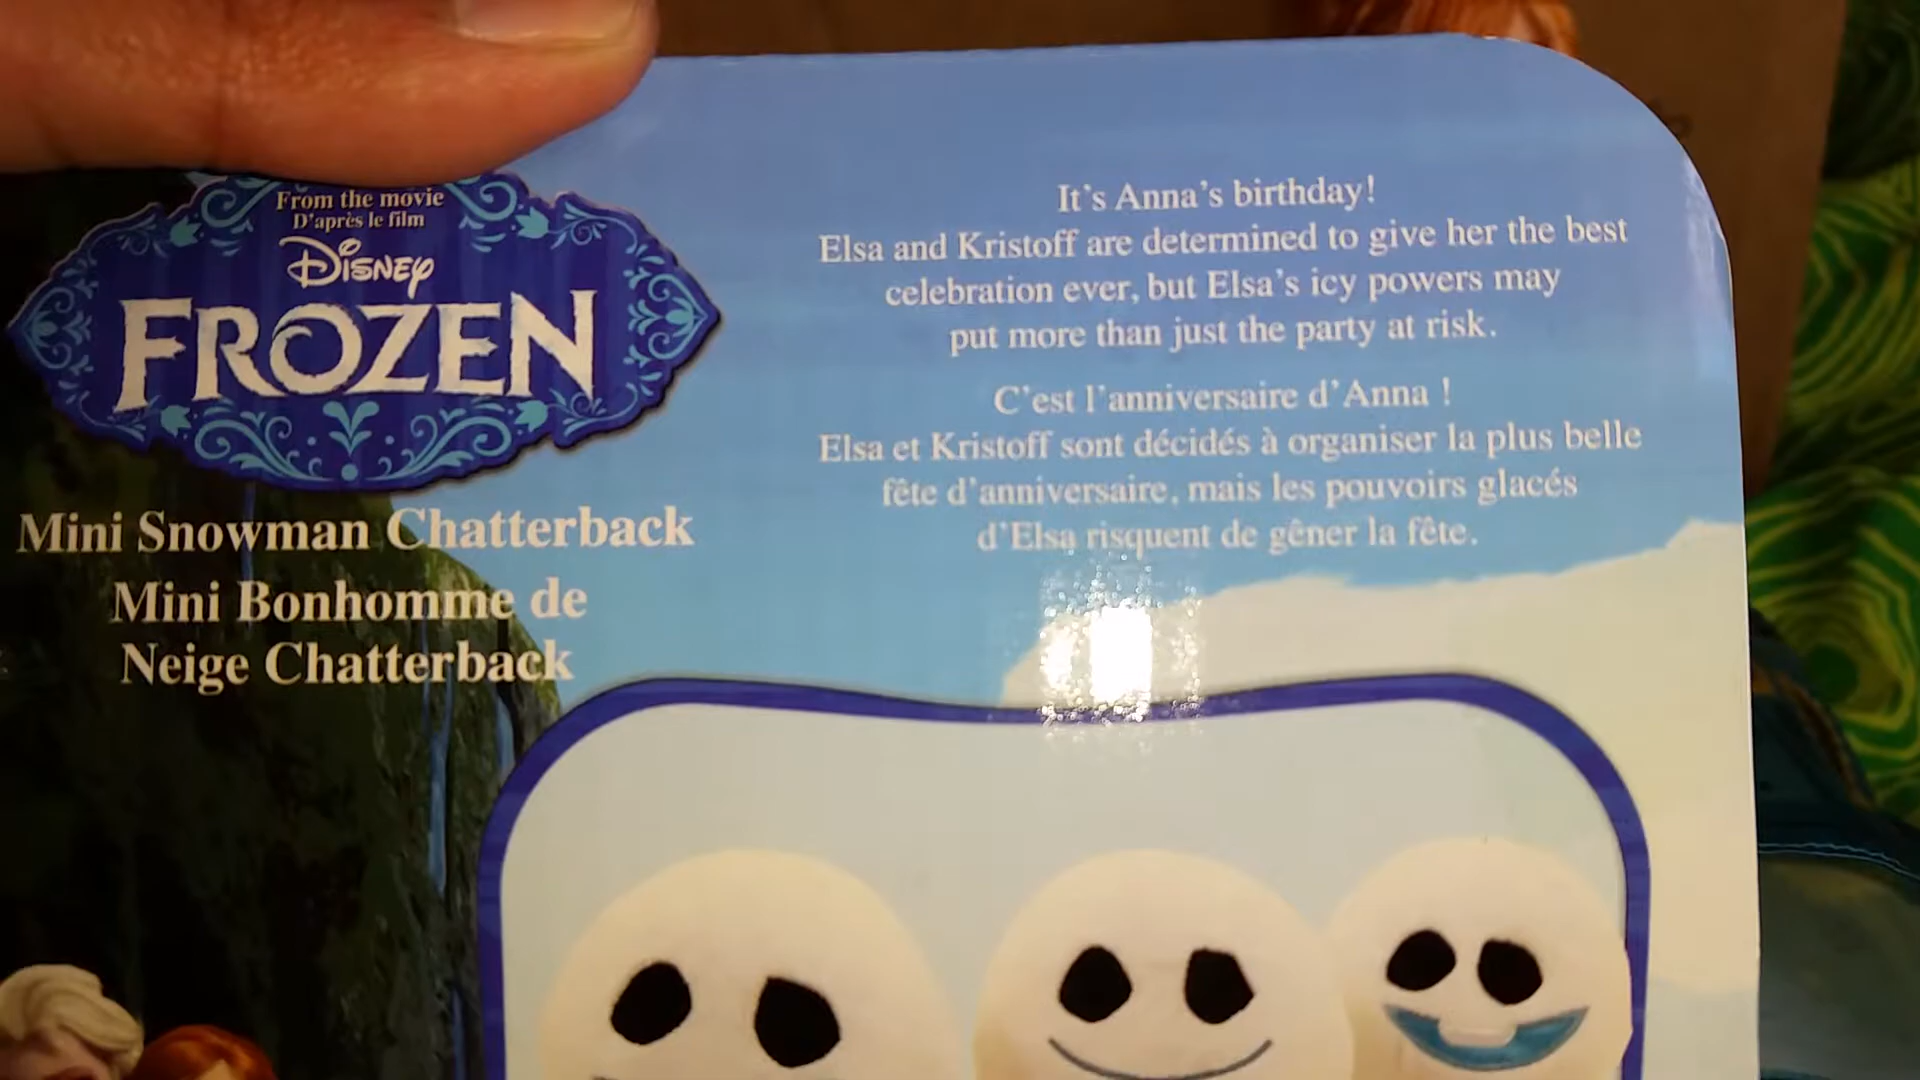 From the movie
D'après le film
Disney
FROZEN
Mini Snowman Chatterback
Mini Bonhomme de
Neige Chatterback
It's Anna's birthday!
Elsa and Kristoff are determined to give her the best
celebration ever, but Elsa's icy powers may
put more than just the party at risk.
C'est l'anniversaire d'Anna !
Elsa et Kristoff sont décidés à organiser la plus belle
fête d'anniversaire, mais les pouvoirs glacés
d'Elsa risquent de gêner la fête.